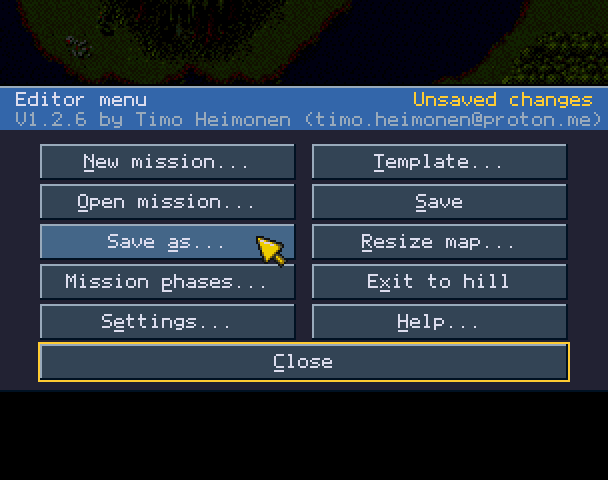 Editor menu Unsaved changes
V1.2.6 by Timo Heimonen (timo.heimonen@proton.me)
New mission... Template...
Open mission... Save
Save as... Resize map...
Mission phases... Exit to hill
Settings... Help...
Close